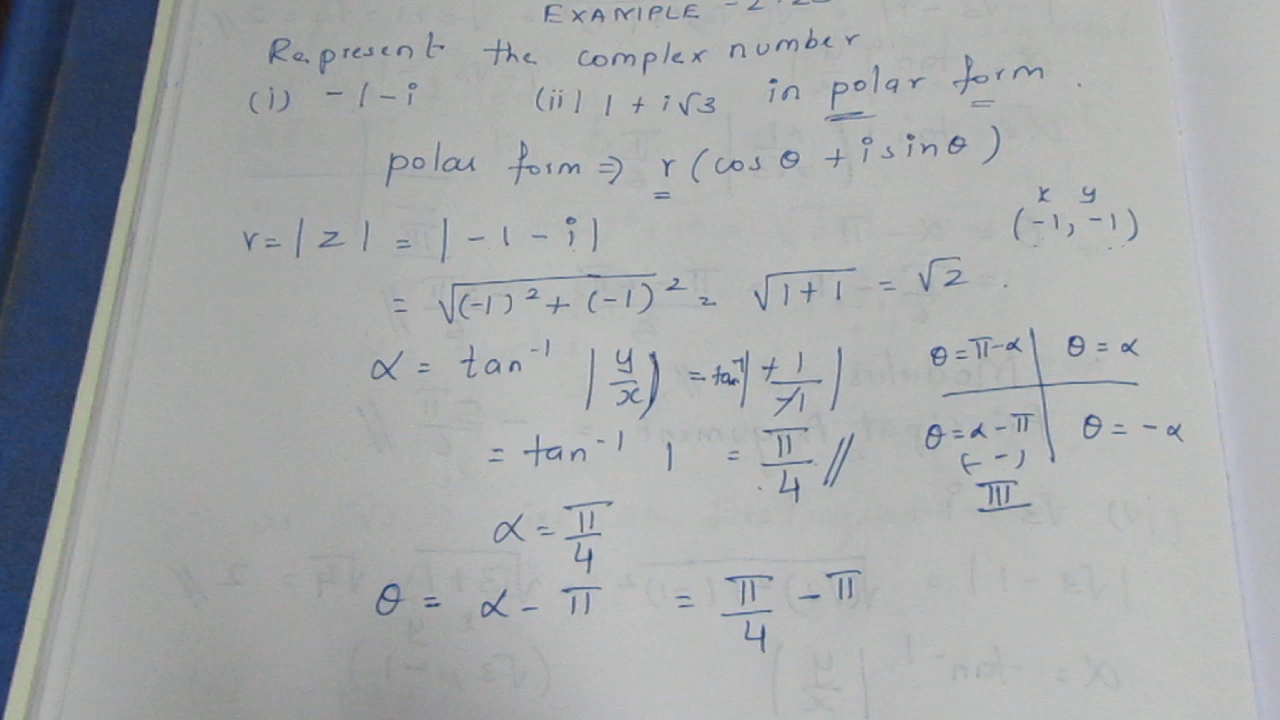 EXAMPLE
Represent the complex number
(i) -1-i (ii) 1 + i√3 in polar form.
polar form ⇒ r(cos θ + i sin θ)
x y
(-1, -1)
r = |z| = |-1 - i|
= √(-1)² + (-1)² = √1+1 = √2.
α = tan⁻¹ |y/x| = tan⁻¹ |+1/-1|
= tan⁻¹ 1 = π/4 //
θ = π-α θ = α
θ = α - π θ = -α
(- -)
III
α = π/4
θ = α - π = π/4 - π